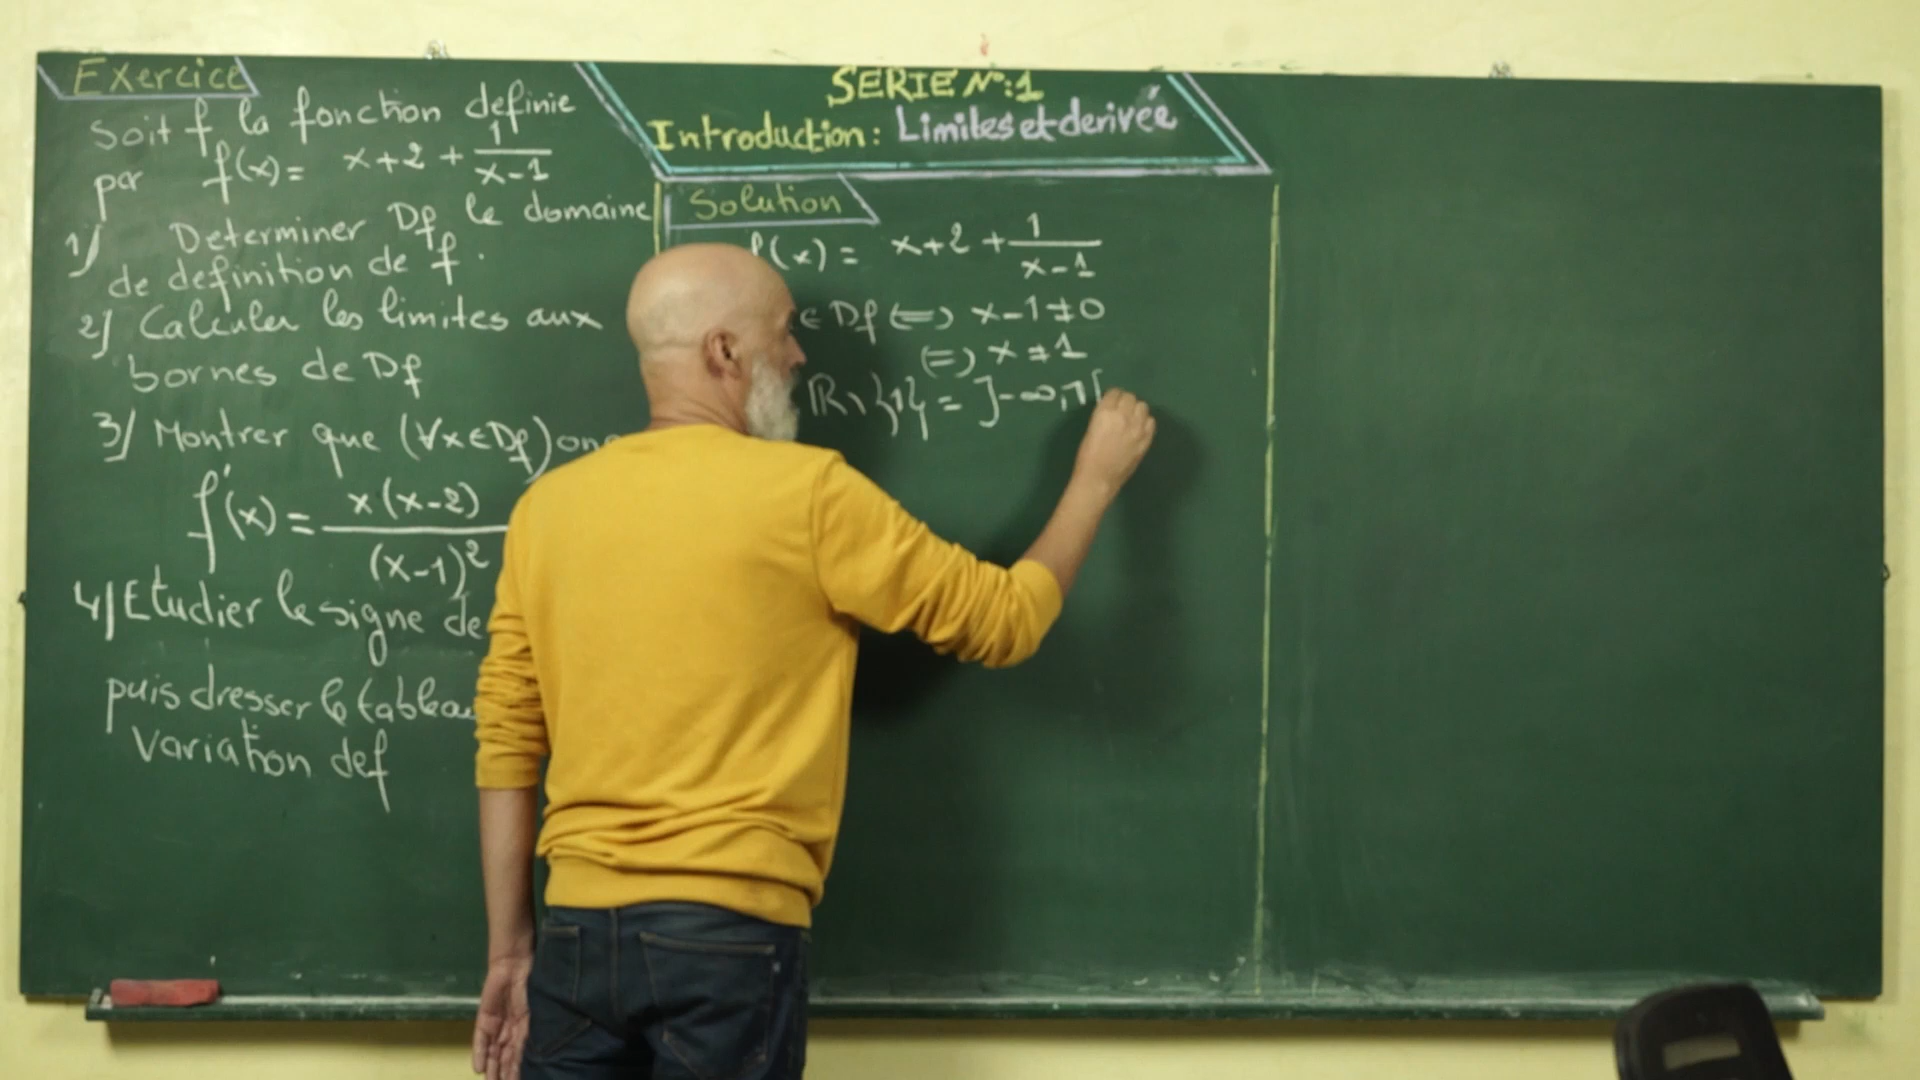 Exercice
Soit f la fonction definie
par f(x) = x+2 + 1/(x-1)
1/ Determiner Df le domaine
de definition de f.
2/ Calculer les limites aux
bornes de Df
3/ Montrer que (∀x∈Df) on
f'(x) = x(x-2)/(x-1)²
4/ Etudier le signe de
puis dresser le tableau
Variation de f
SERIE N°:1
Introduction: Limites et derivée
Solution
f(x) = x+2 + 1/(x-1)
∈ Df ⇔ x-1≠0
⇔ x≠1
ℝ\{1} = ]-∞,1[